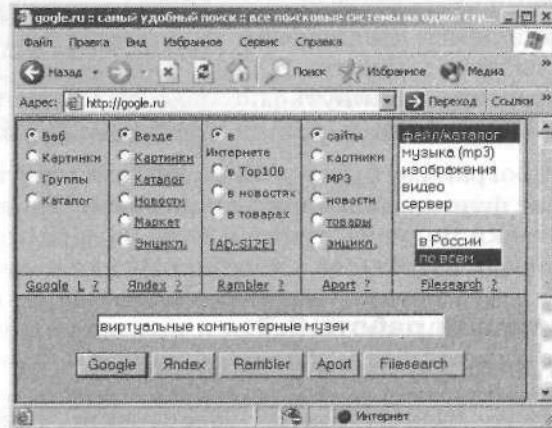 gogle.ru :: самый удобный поиск :: все поисковые системы на одной стр...
Файл Правка Вид Избранное Сервис Справка
Назад Поиск Избранное Медиа
Адрес: http://gogle.ru Переход Ссылки
Веб
Картинки
Группы
Каталог
Везде
Картинки
Каталог
Новости
Маркет
Энцикл.
в
Интернете
в Top100
в новостях
в товарах
[AD-SIZE]
сайты
картинки
MP3
новости
товары
энцикл.
файл/каталог
музыка (mp3)
изображения
видео
сервер
в России
по всем
Google L ? Яndex ? Rambler ? Aport ? Filesearch ?
виртуальные компьютерные музеи
Google Яndex Rambler Aport Filesearch
Интернет